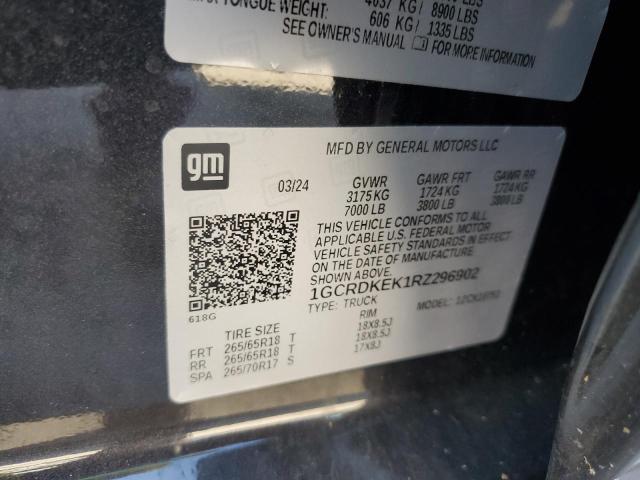 TONGUE WEIGHT:
KG / 8900 LBS
606 KG / 1335 LBS
SEE OWNER'S MANUAL FOR MORE INFORMATION
gm
MFD BY GENERAL MOTORS LLC
03/24
GVWR GAWR FRT GAWR RR
3175 KG 1724 KG 1724 KG
7000 LB 3800 LB 3800 LB
THIS VEHICLE CONFORMS TO ALL
APPLICABLE U.S. FEDERAL MOTOR
VEHICLE SAFETY STANDARDS IN EFFECT
ON THE DATE OF MANUFACTURE
SHOWN ABOVE.
1GCRDKEK1RZ296902
TYPE: TRUCK MODEL:
618G
TIRE SIZE RIM
FRT 265/65R18 T 18X8.5J
RR 265/65R18 T 18X8.5J
SPA 265/70R17 S 17X8J